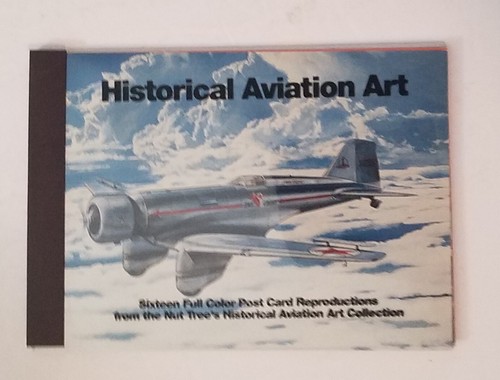 Historical Aviation Art
Sixteen Full Color Post Card Reproductions
from the Nut Tree's Historical Aviation Art Collection